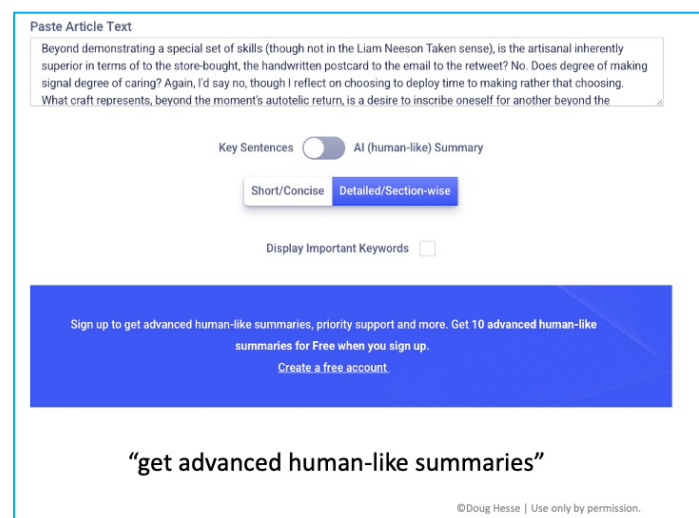 Paste Article Text
Beyond demonstrating a special set of skills (though not in the Liam Neeson Taken sense), is the artisanal inherently
superior in terms of to the store-bought, the handwritten postcard to the email to the retweet? No. Does degree of making
signal degree of caring? Again, I'd say no, though I reflect on choosing to deploy time to making rather that choosing.
What craft represents, beyond the moment's autotelic return, is a desire to inscribe oneself for another beyond the
Key Sentences AI (human-like) Summary
Short/Concise Detailed/Section-wise
Display Important Keywords
Sign up to get advanced human-like summaries, priority support and more. Get 10 advanced human-like
summaries for Free when you sign up.
Create a free account
“get advanced human-like summaries”
©Doug Hesse | Use only by permission.